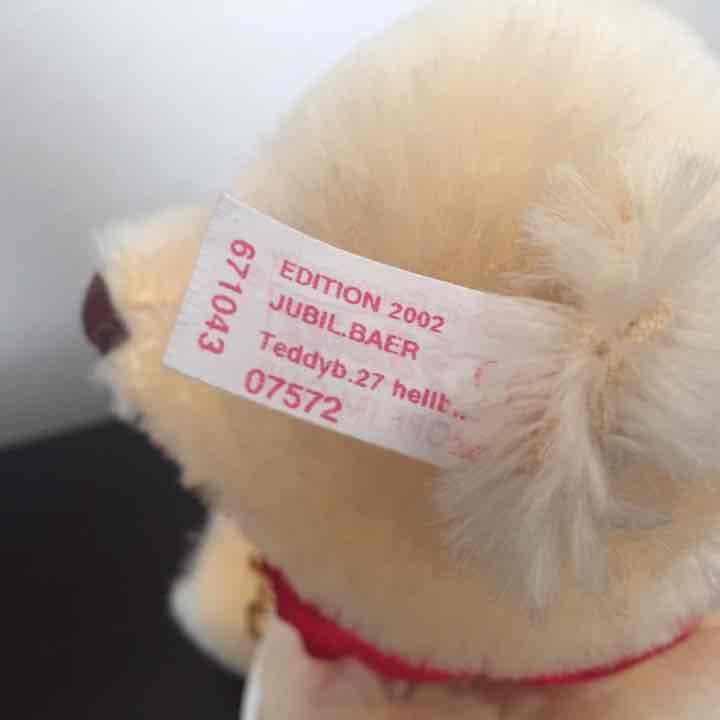 671043
EDITION 2002
JUBIL.BAER
Teddyb.27 hellb..
07572